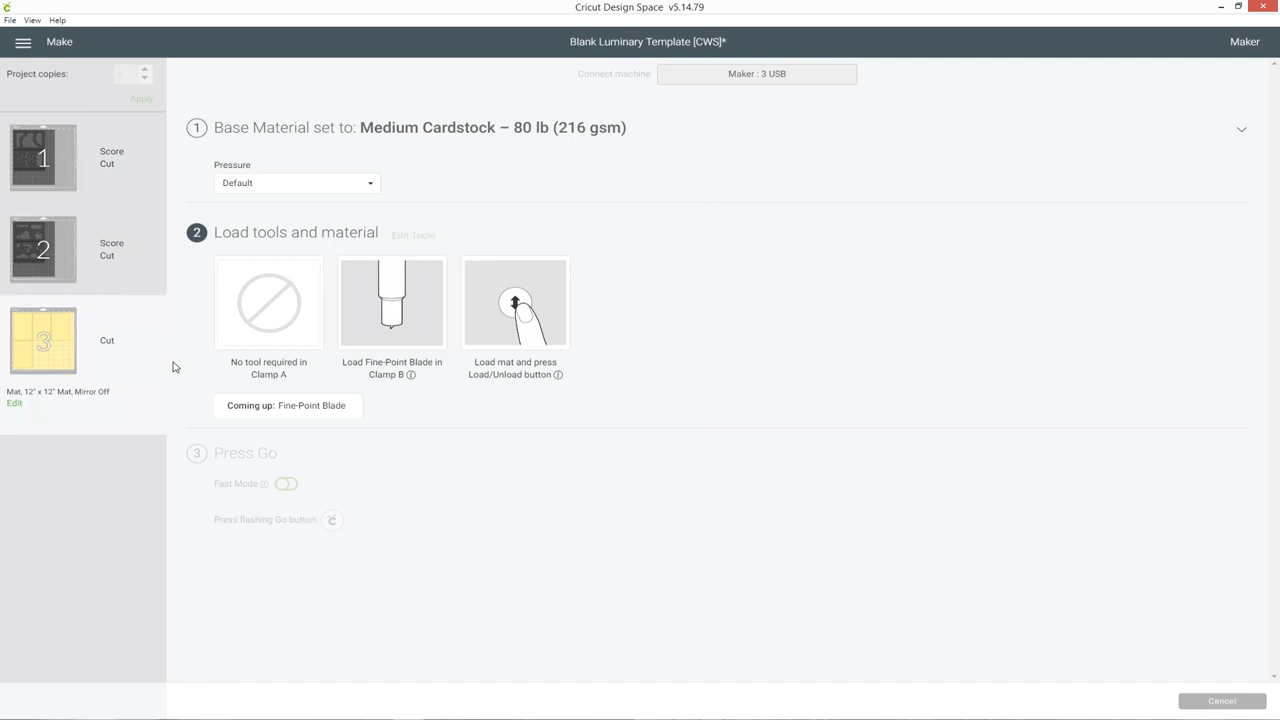 Cricut Design Space v5.14.79
File View Help
Make
Blank Luminary Template [CWS]*
Maker
Project copies:
Apply
Connect machine
Maker : 3 USB
1
Score
Cut
2
Score
Cut
3
Cut
Mat, 12" x 12" Mat, Mirror Off
Edit
1 Base Material set to: Medium Cardstock – 80 lb (216 gsm)
Pressure
Default
2 Load tools and material Edit Tools
No tool required in
Clamp A
Load Fine-Point Blade in
Clamp B
Load mat and press
Load/Unload button
Coming up: Fine-Point Blade
3 Press Go
Fast Mode
Press flashing Go button
Cancel